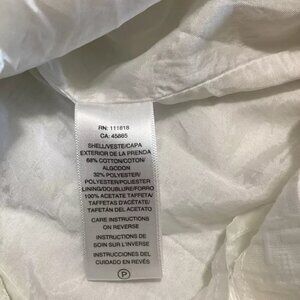 RN: 111818
CA: 45865
SHELL/VESTE/CAPA
EXTERIOR DE LA PRENDA
68% COTTON/COTON/
ALGODON
32% POLYESTER/
POLYESTER/POLIESTER
LINING/DOUBLURE/FORRO
100% ACETATE TAFFETA/
TAFFETAS D'ACÉTATE/
TAFETÁN DEL ACETATO
CARE INSTRUCTIONS
ON REVERSE
INSTRUCTIONS DE
SOIN SUR L'INVERSE
INSTRUCCIONES DEL
CUIDADO EN REVÉS
P